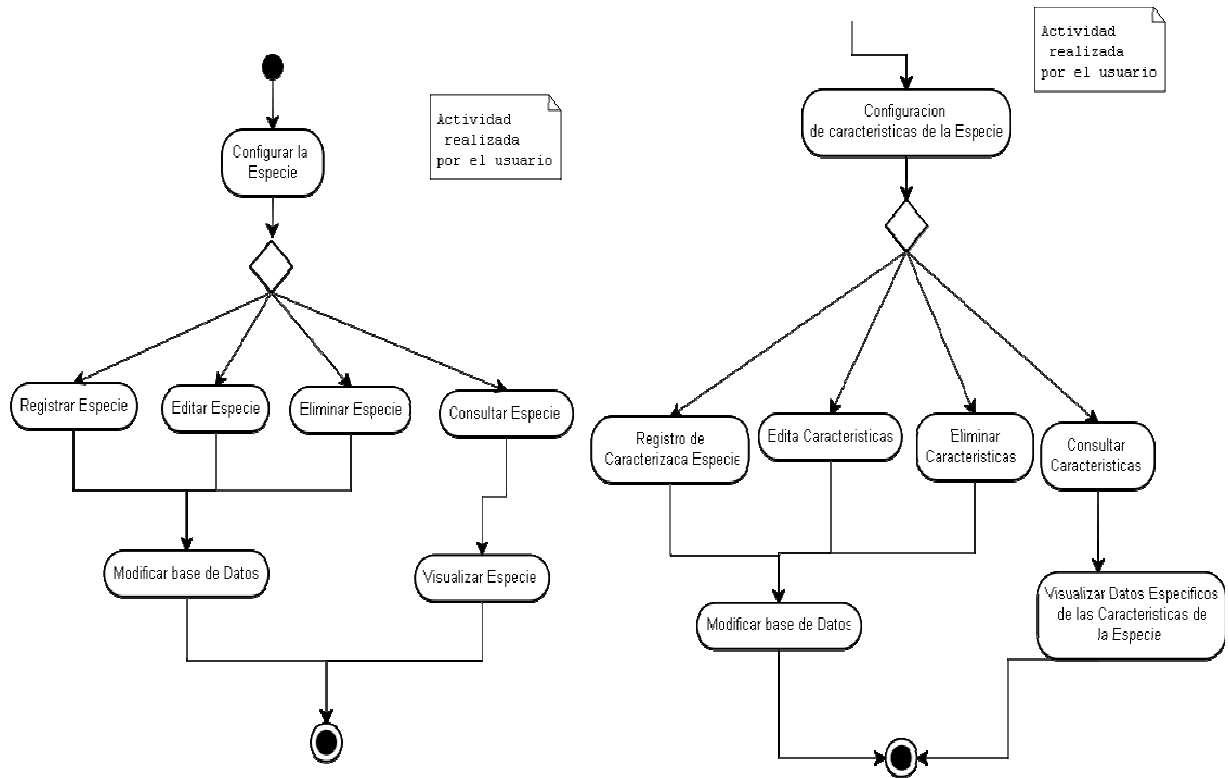 Actividad
realizada
por el usuario
Configurar la
Especie
Registrar Especie
Editar Especie
Eliminar Especie
Consultar Especie
Modificar base de Datos
Visualizar Especie
Actividad
realizada
por el usuario
Configuracion
de caracteristicas de la Especie
Registro de
Caracterizaca Especie
Edita Caracteristicas
Eliminar
Caracteristicas
Consultar
Caracteristicas
Modificar base de Datos
Visualizar Datos Especificos
de las Caracteristicas de
la Especie